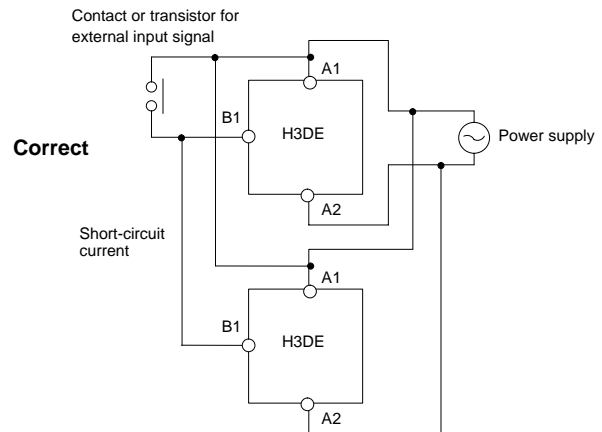 Contact or transistor for
external input signal
A1
B1
H3DE
Power supply
Correct
A2
Short-circuit
current
A1
B1
H3DE
A2